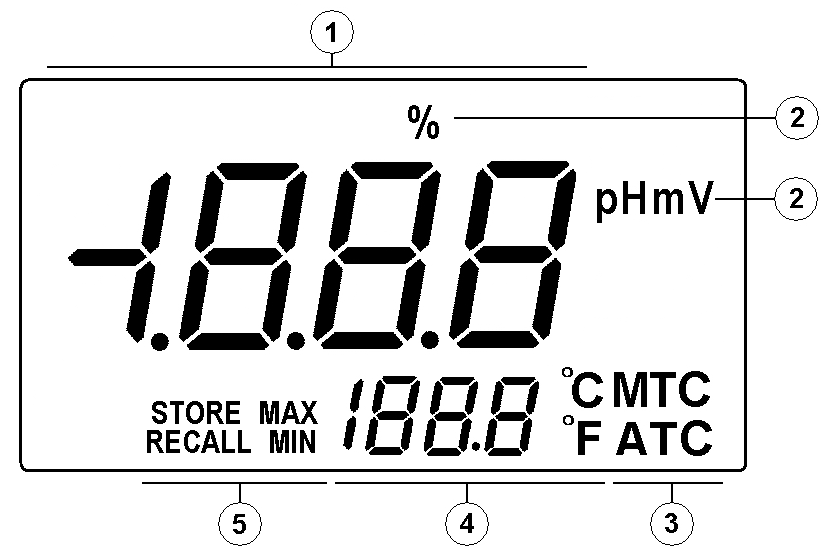 1
%
2
-1.8.8.8
pHmV
2
STORE MAX
RECALL MIN
188.8
°C MTC
°F ATC
5
4
3